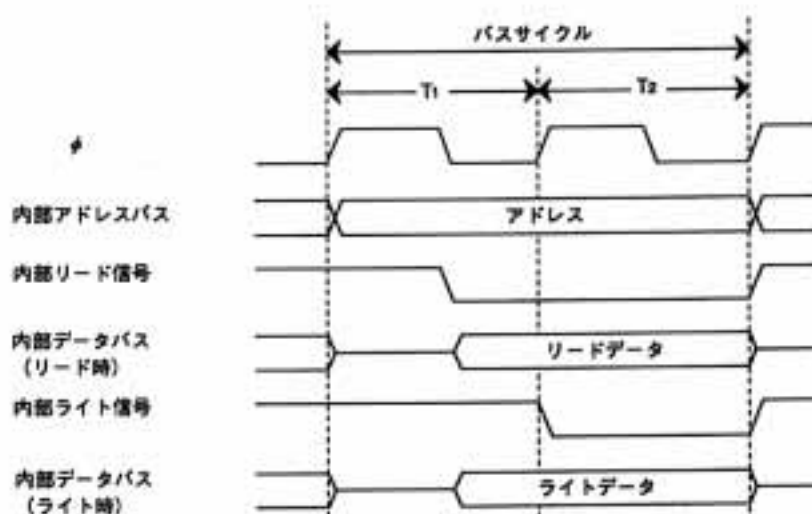 バスサイクル
T1
T2
φ
内部アドレスバス
アドレス
内部リード信号
内部データバス
(リード時)
リードデータ
内部ライト信号
内部データバス
(ライト時)
ライトデータ